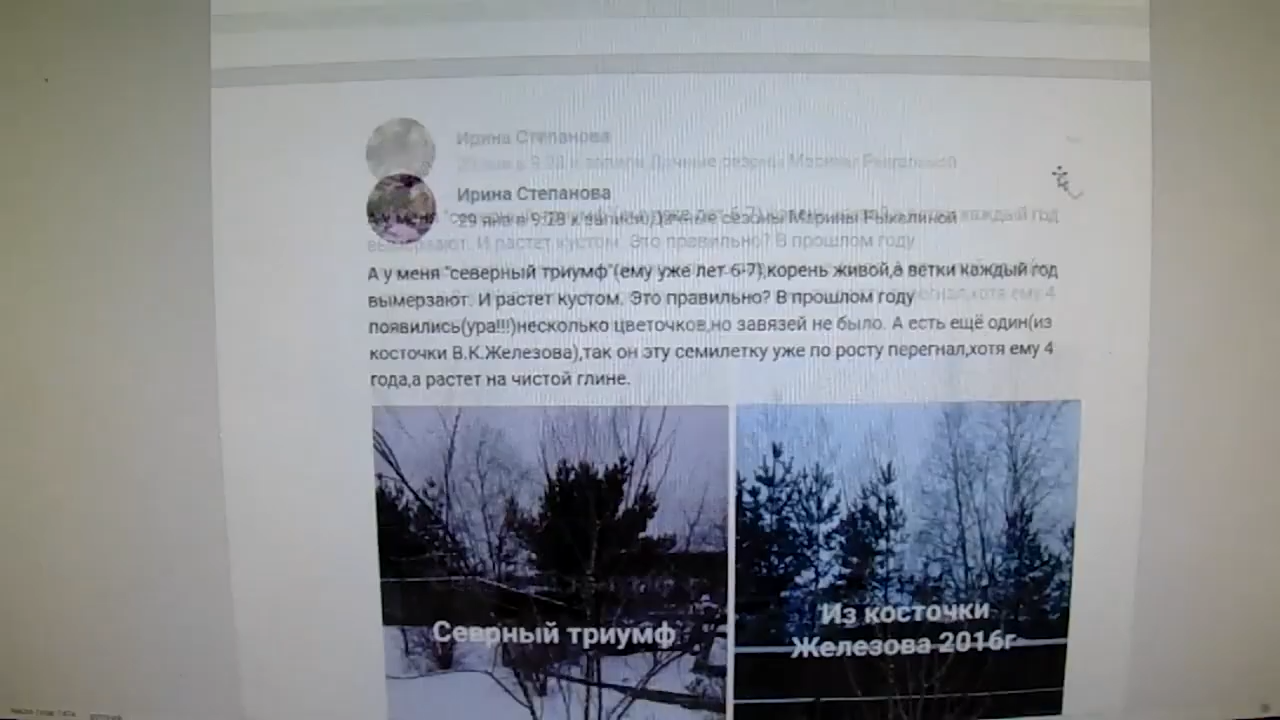 Ирина Степанова
Ирина Степанова
29 янв в 9:28 к записи Дачные сезоны Марины Рыкалиной
А у меня "северный триумф"(ему уже лет 6-7),корень живой,а ветки каждый год
вымерзают. И растет кустом. Это правильно? В прошлом году
появились(ура!!!)несколько цветочков,но завязей не было. А есть ещё один(из
косточки В.К.Железова),так он эту семилетку уже по росту перегнал,хотя ему 4
года,а растет на чистой глине.
Севрный триумф
Из косточки
Железова 2016г